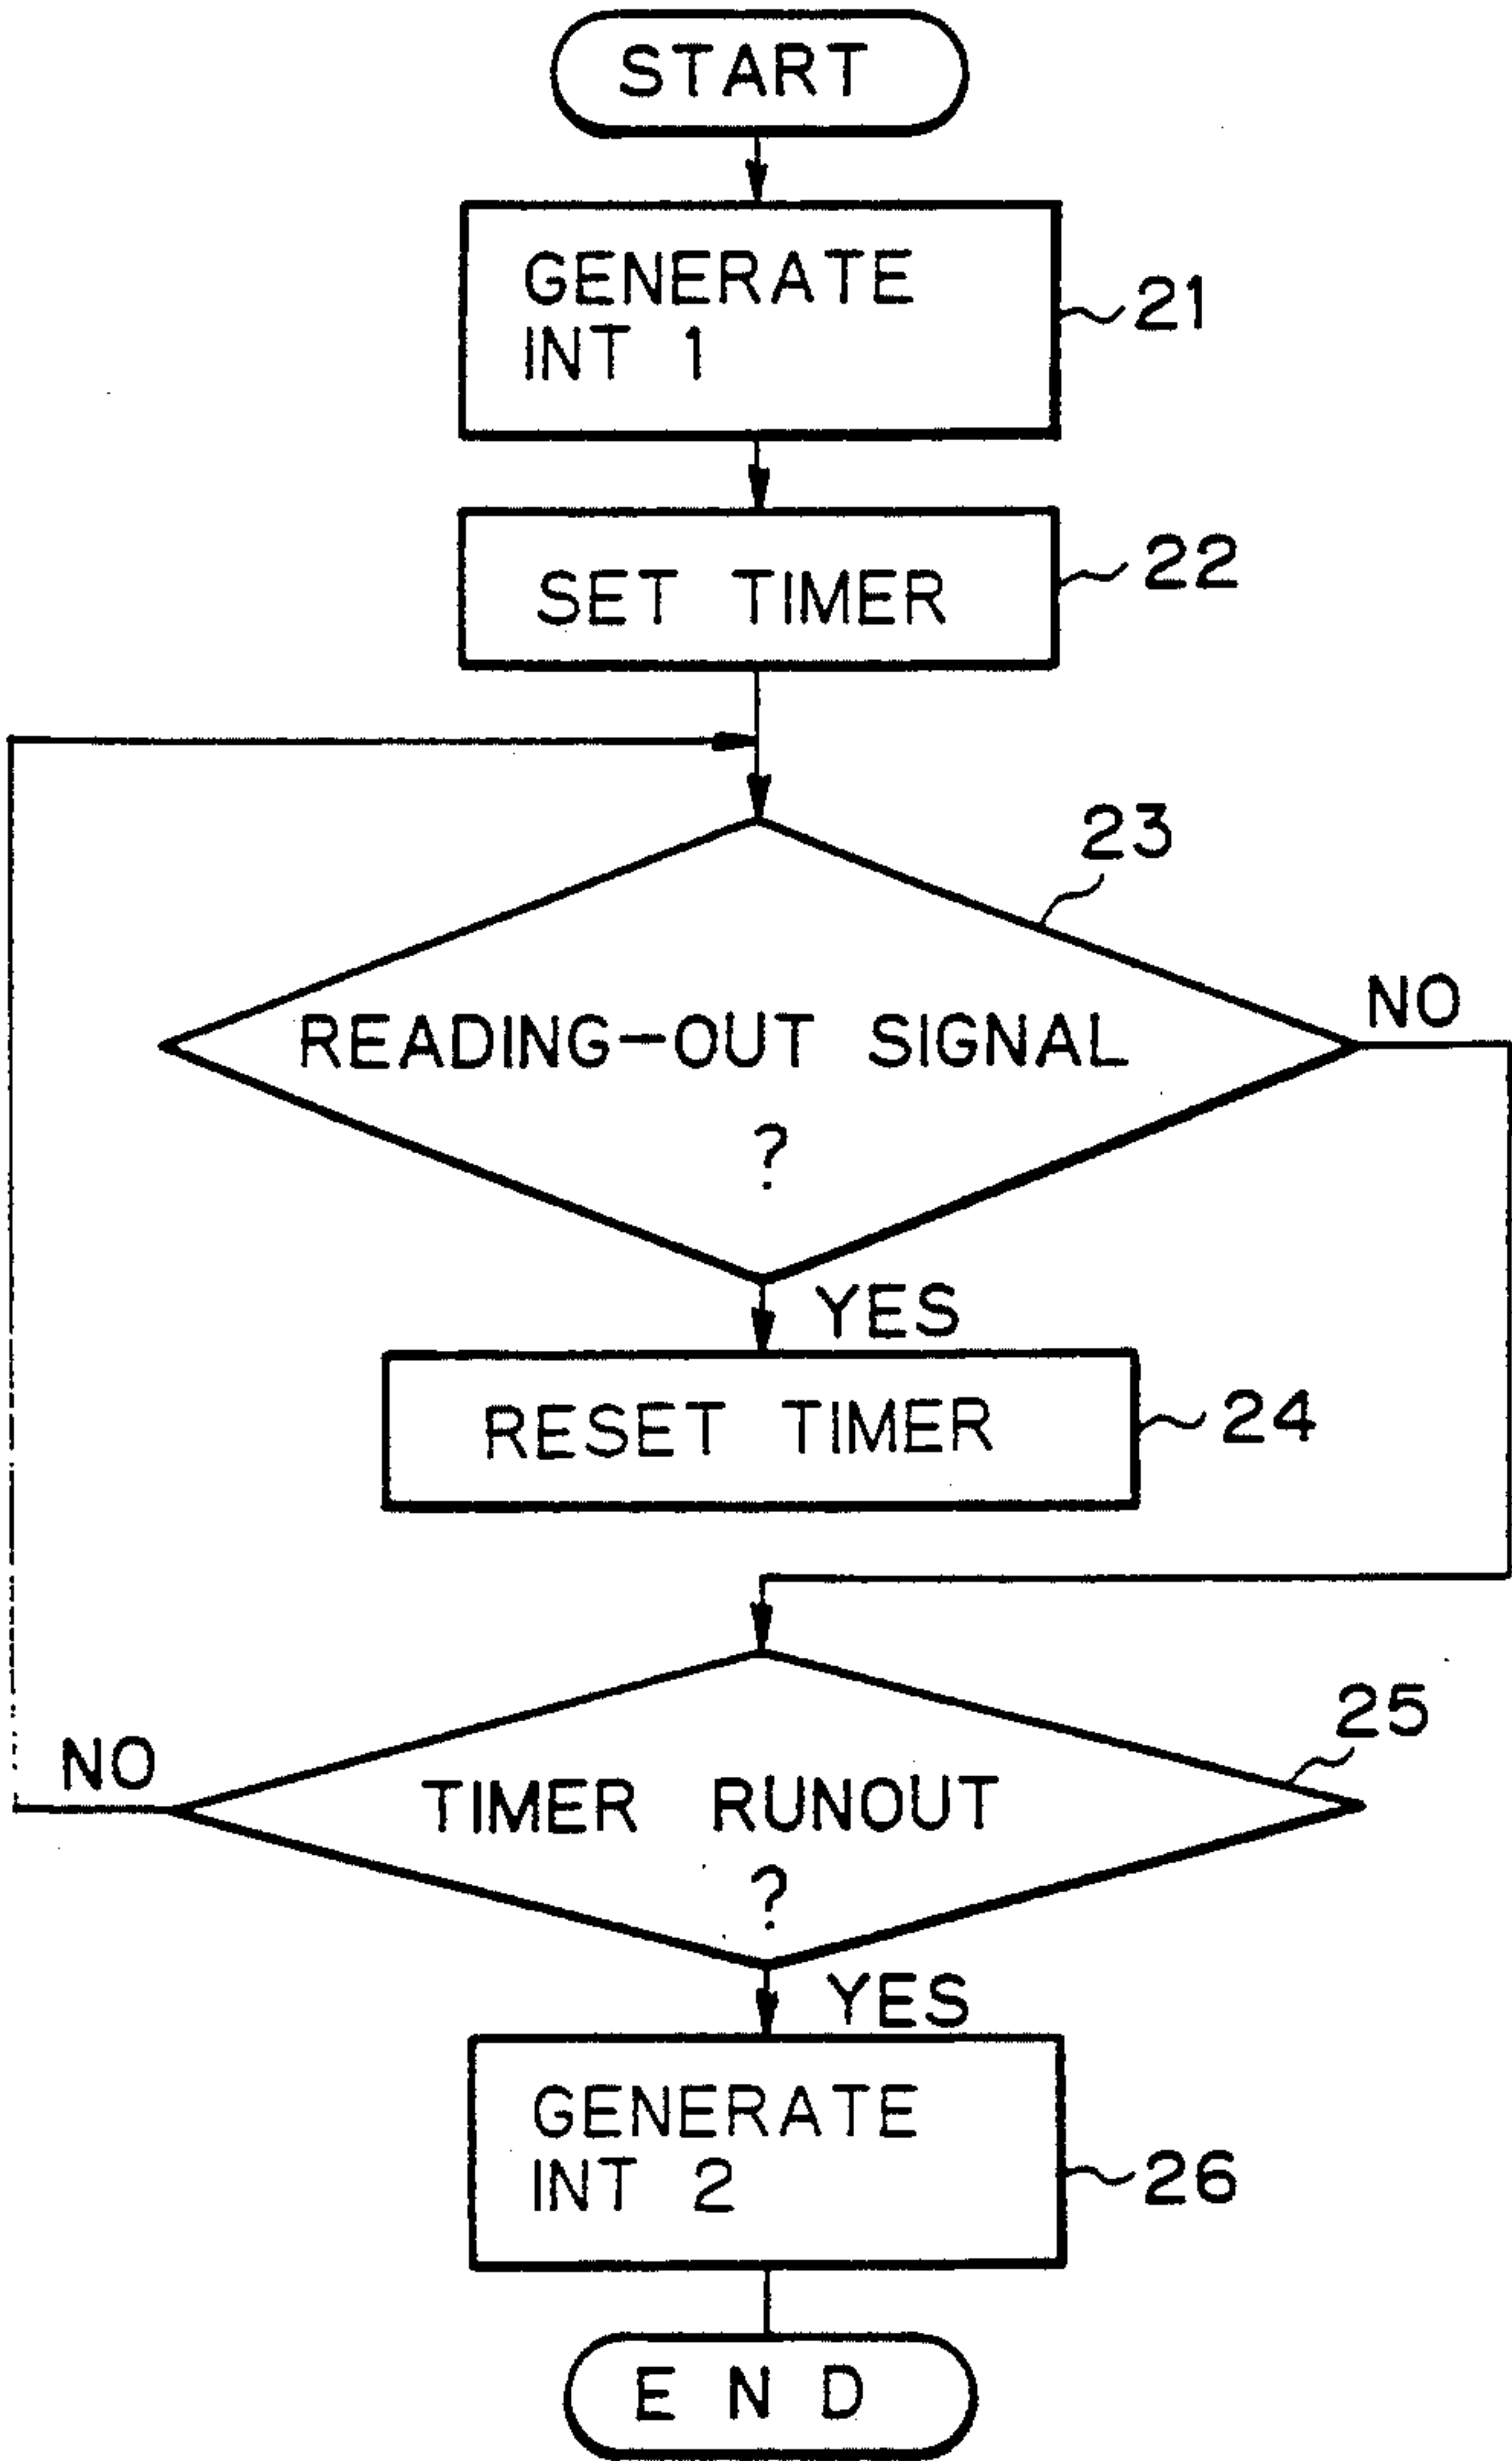 START
GENERATE
INT 1
21
SET TIMER
22
23
READING-OUT SIGNAL
?
NO
YES
RESET TIMER
24
25
NO
TIMER RUNOUT
?
YES
GENERATE
INT 2
26
END